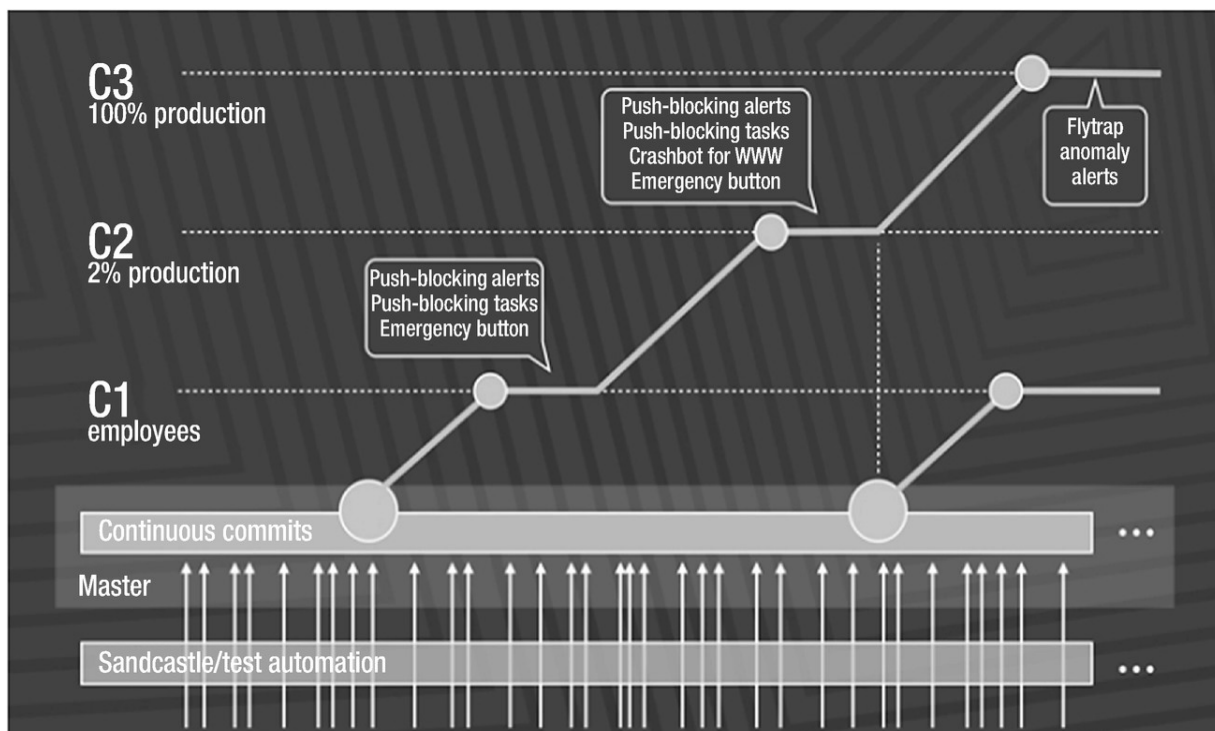 C3
100% production
Push-blocking alerts
Push-blocking tasks
Crashbot for WWW
Emergency button
Flytrap
anomaly
alerts
C2
2% production
Push-blocking alerts
Push-blocking tasks
Emergency button
C1
employees
Continuous commits
...
Master
Sandcastle/test automation
...